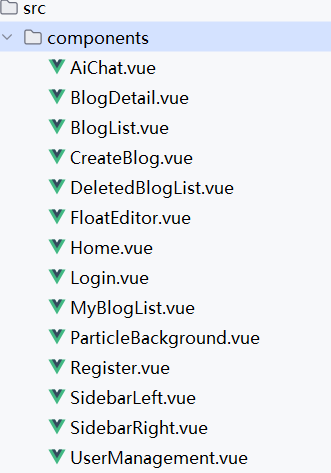 src
components
AiChat.vue
BlogDetail.vue
BlogList.vue
CreateBlog.vue
DeletedBlogList.vue
FloatEditor.vue
Home.vue
Login.vue
MyBlogList.vue
ParticleBackground.vue
Register.vue
SidebarLeft.vue
SidebarRight.vue
UserManagement.vue